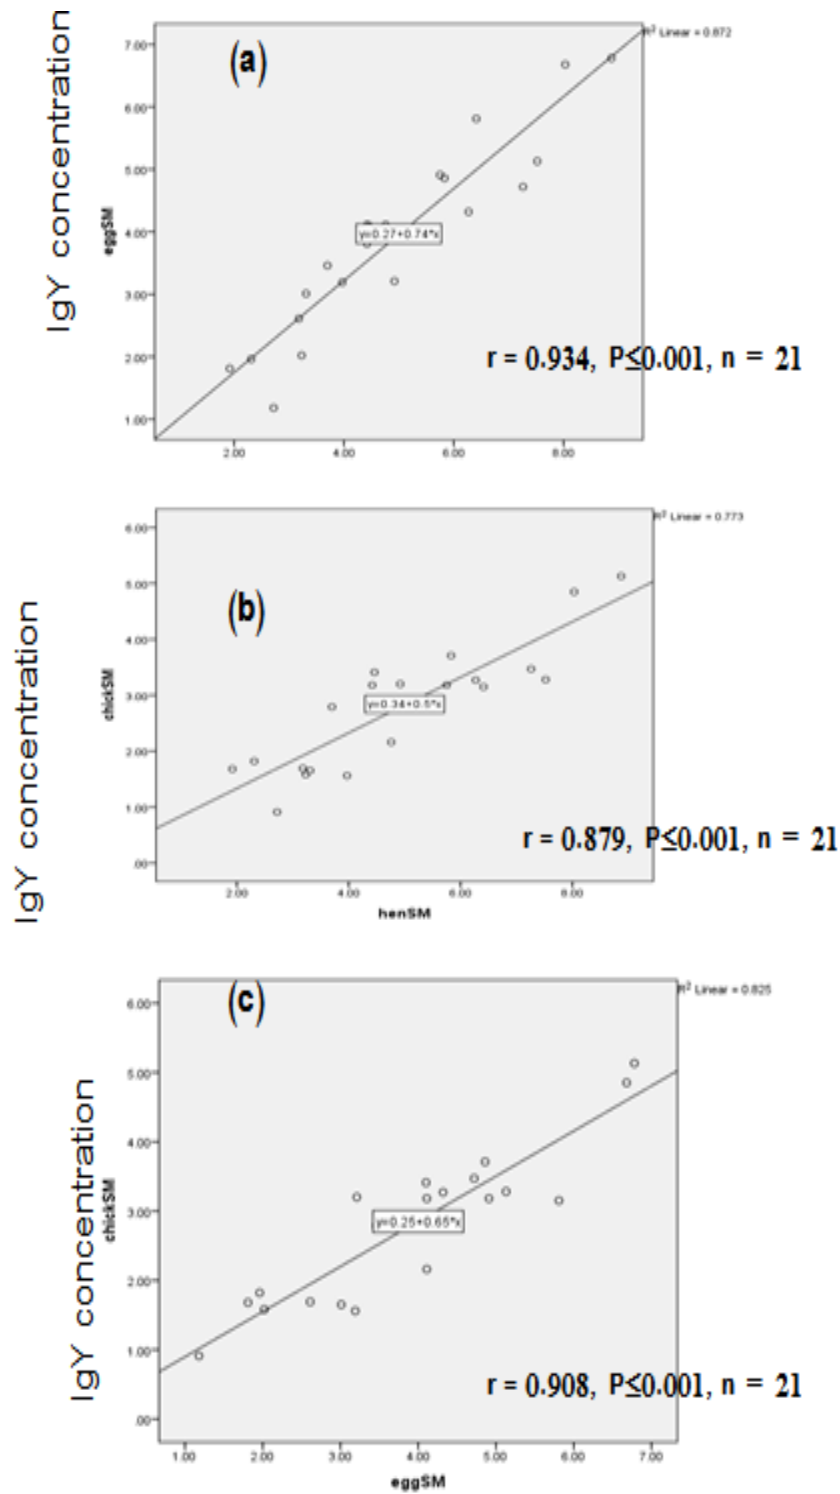 (a)
R² Linear = 0.872
IgY concentration
eggSM
7.00
6.00
5.00
4.00
3.00
2.00
1.00
y=0.27+0.74*x
r = 0.934, P≤0.001, n = 21
2.00 4.00 6.00 8.00
(b)
R² Linear = 0.773
IgY concentration
chickSM
6.00
5.00
4.00
3.00
2.00
1.00
.00
y=0.34+0.5*x
r = 0.879, P≤0.001, n = 21
2.00 4.00 6.00 8.00
henSM
(c)
R² Linear = 0.825
IgY concentration
chickSM
6.00
5.00
4.00
3.00
2.00
1.00
.00
y=0.25+0.65*x
r = 0.908, P≤0.001, n = 21
1.00 2.00 3.00 4.00 5.00 6.00 7.00
eggSM